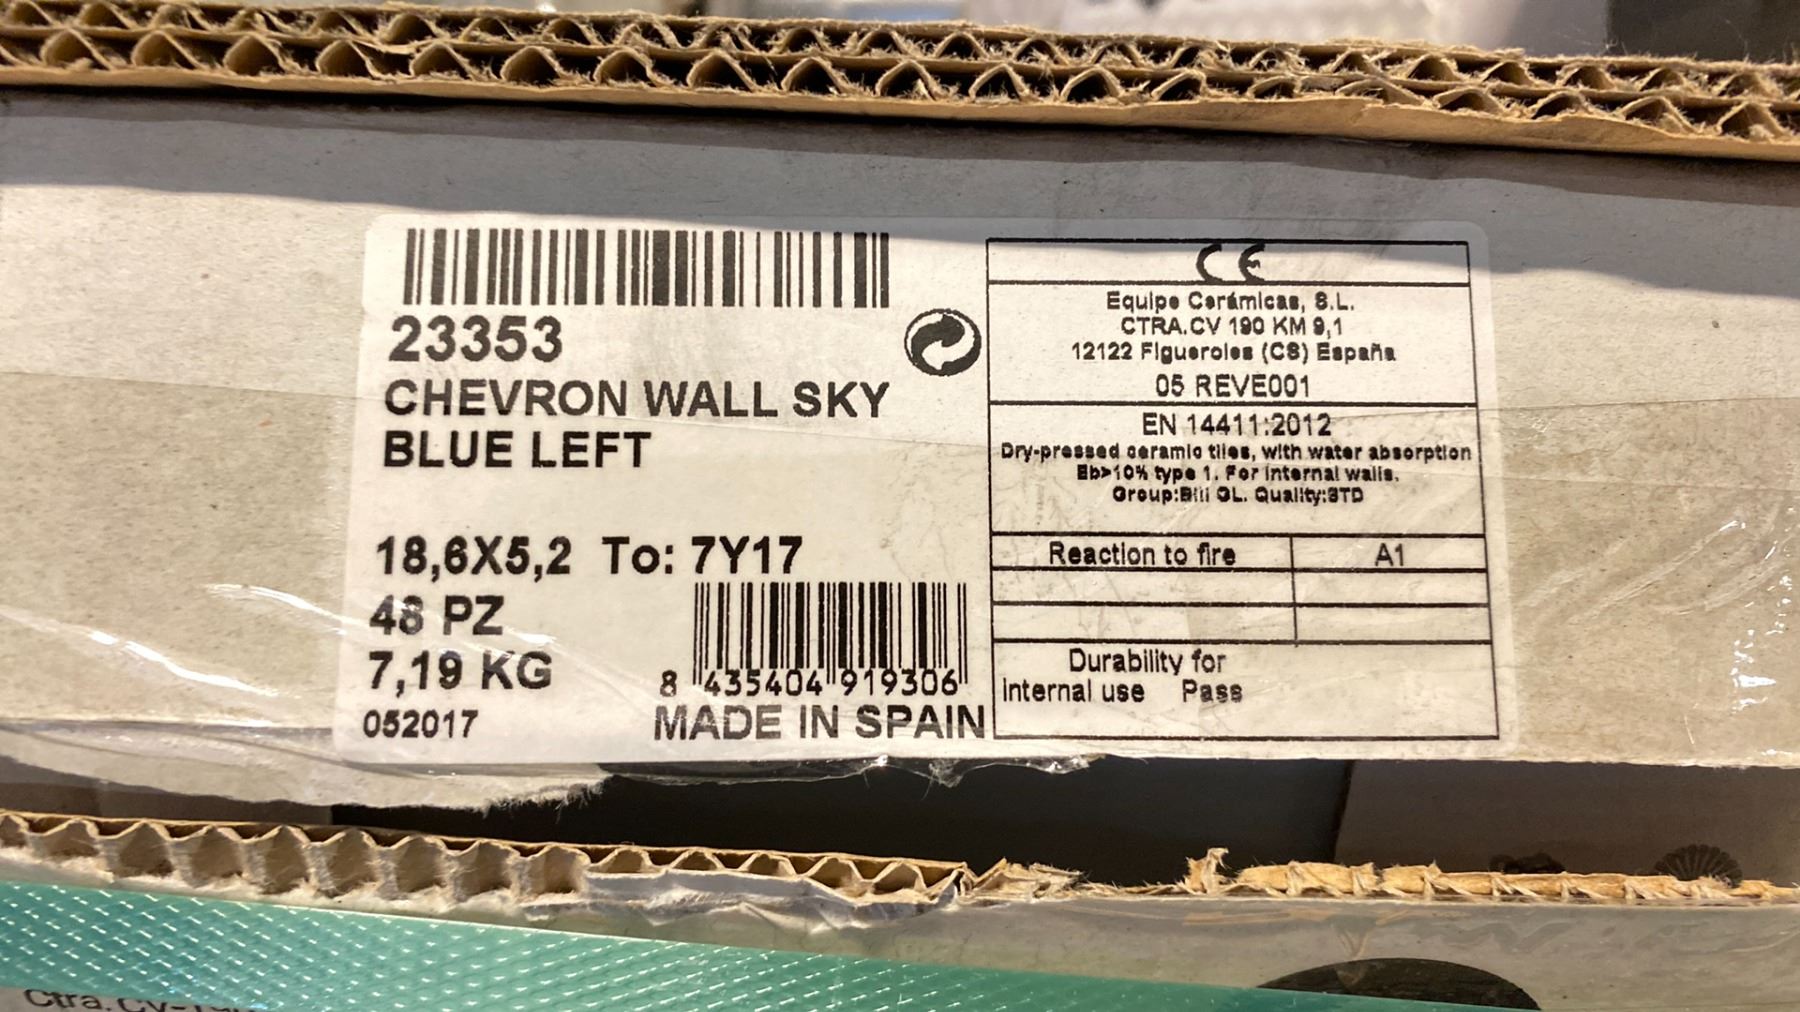 23353
CHEVRON WALL SKY
BLUE LEFT
18,6X5,2 To: 7Y17
48 PZ
7,19 KG
052017
8 435404 919306
MADE IN SPAIN
CE
Equipe Cerámicas, S.L.
CTRA.CV 190 KM 9,1
12122 Figueroles (CS) España
05 REVE001
EN 14411:2012
Dry-pressed ceramic tiles, with water absorption
Eb>10% type 1. For internal walls.
Group:BIII GL. Quality:STD
Reaction to fire A1
Durability for
internal use Pass